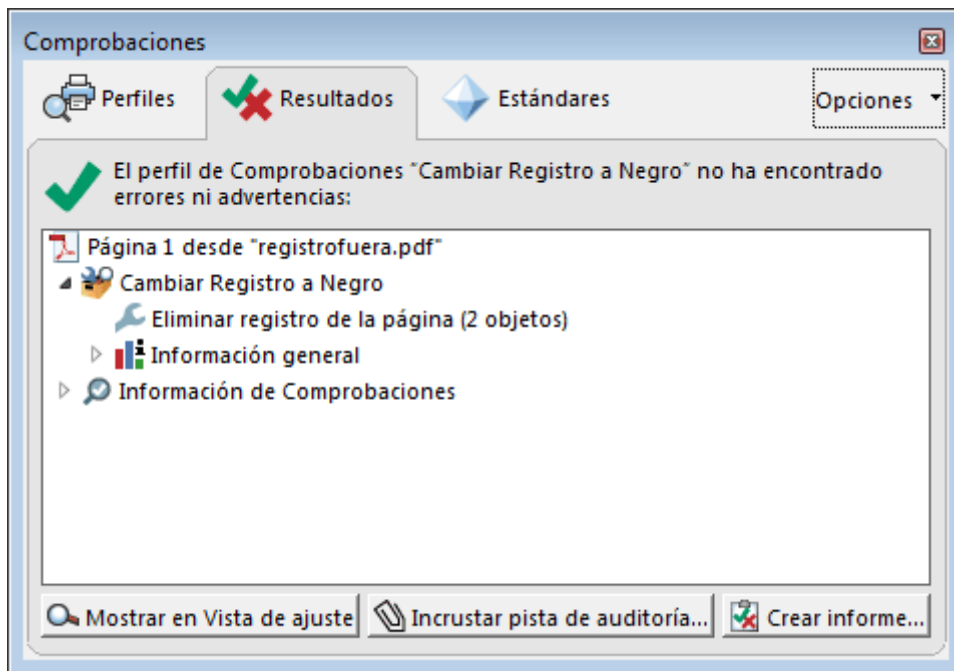 Comprobaciones
Perfiles
Resultados
Estándares
Opciones
El perfil de Comprobaciones "Cambiar Registro a Negro" no ha encontrado
errores ni advertencias:
Página 1 desde "registrofuera.pdf"
Cambiar Registro a Negro
Eliminar registro de la página (2 objetos)
Información general
Información de Comprobaciones
Mostrar en Vista de ajuste
Incrustar pista de auditoría...
Crear informe...